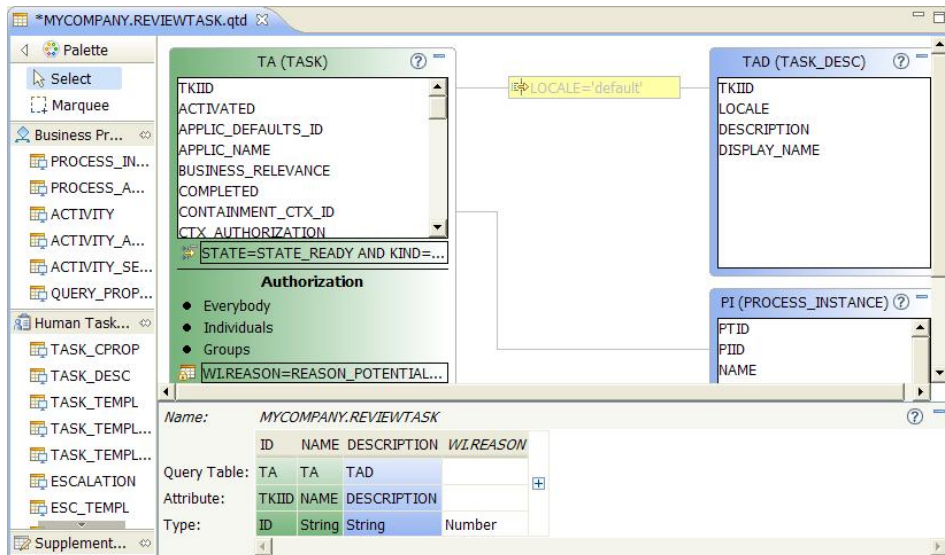 *MYCOMPANY.REVIEWTASK.qtd
Palette
Select
Marquee
Business Pr...
PROCESS_IN...
PROCESS_A...
ACTIVITY
ACTIVITY_A...
ACTIVITY_SE...
QUERY_PROP...
Human Task...
TASK_CPROP
TASK_DESC
TASK_TEMPL
TASK_TEMPL...
TASK_TEMPL...
ESCALATION
ESC_TEMPL
Supplement...
TA (TASK)
TKIID
ACTIVATED
APPLIC_DEFAULTS_ID
APPLIC_NAME
BUSINESS_RELEVANCE
COMPLETED
CONTAINMENT_CTX_ID
CTX_AUTHORIZATION
STATE=STATE_READY AND KIND=...
Authorization
Everybody
Individuals
Groups
WI.REASON=REASON_POTENTIAL...
LOCALE='default'
TAD (TASK_DESC)
TKIID
LOCALE
DESCRIPTION
DISPLAY_NAME
PI (PROCESS_INSTANCE)
PTID
PIID
NAME
Name: MYCOMPANY.REVIEWTASK
ID NAME DESCRIPTION WI.REASON
Query Table: TA TA TAD
Attribute: TKIID NAME DESCRIPTION
Type: ID String String Number